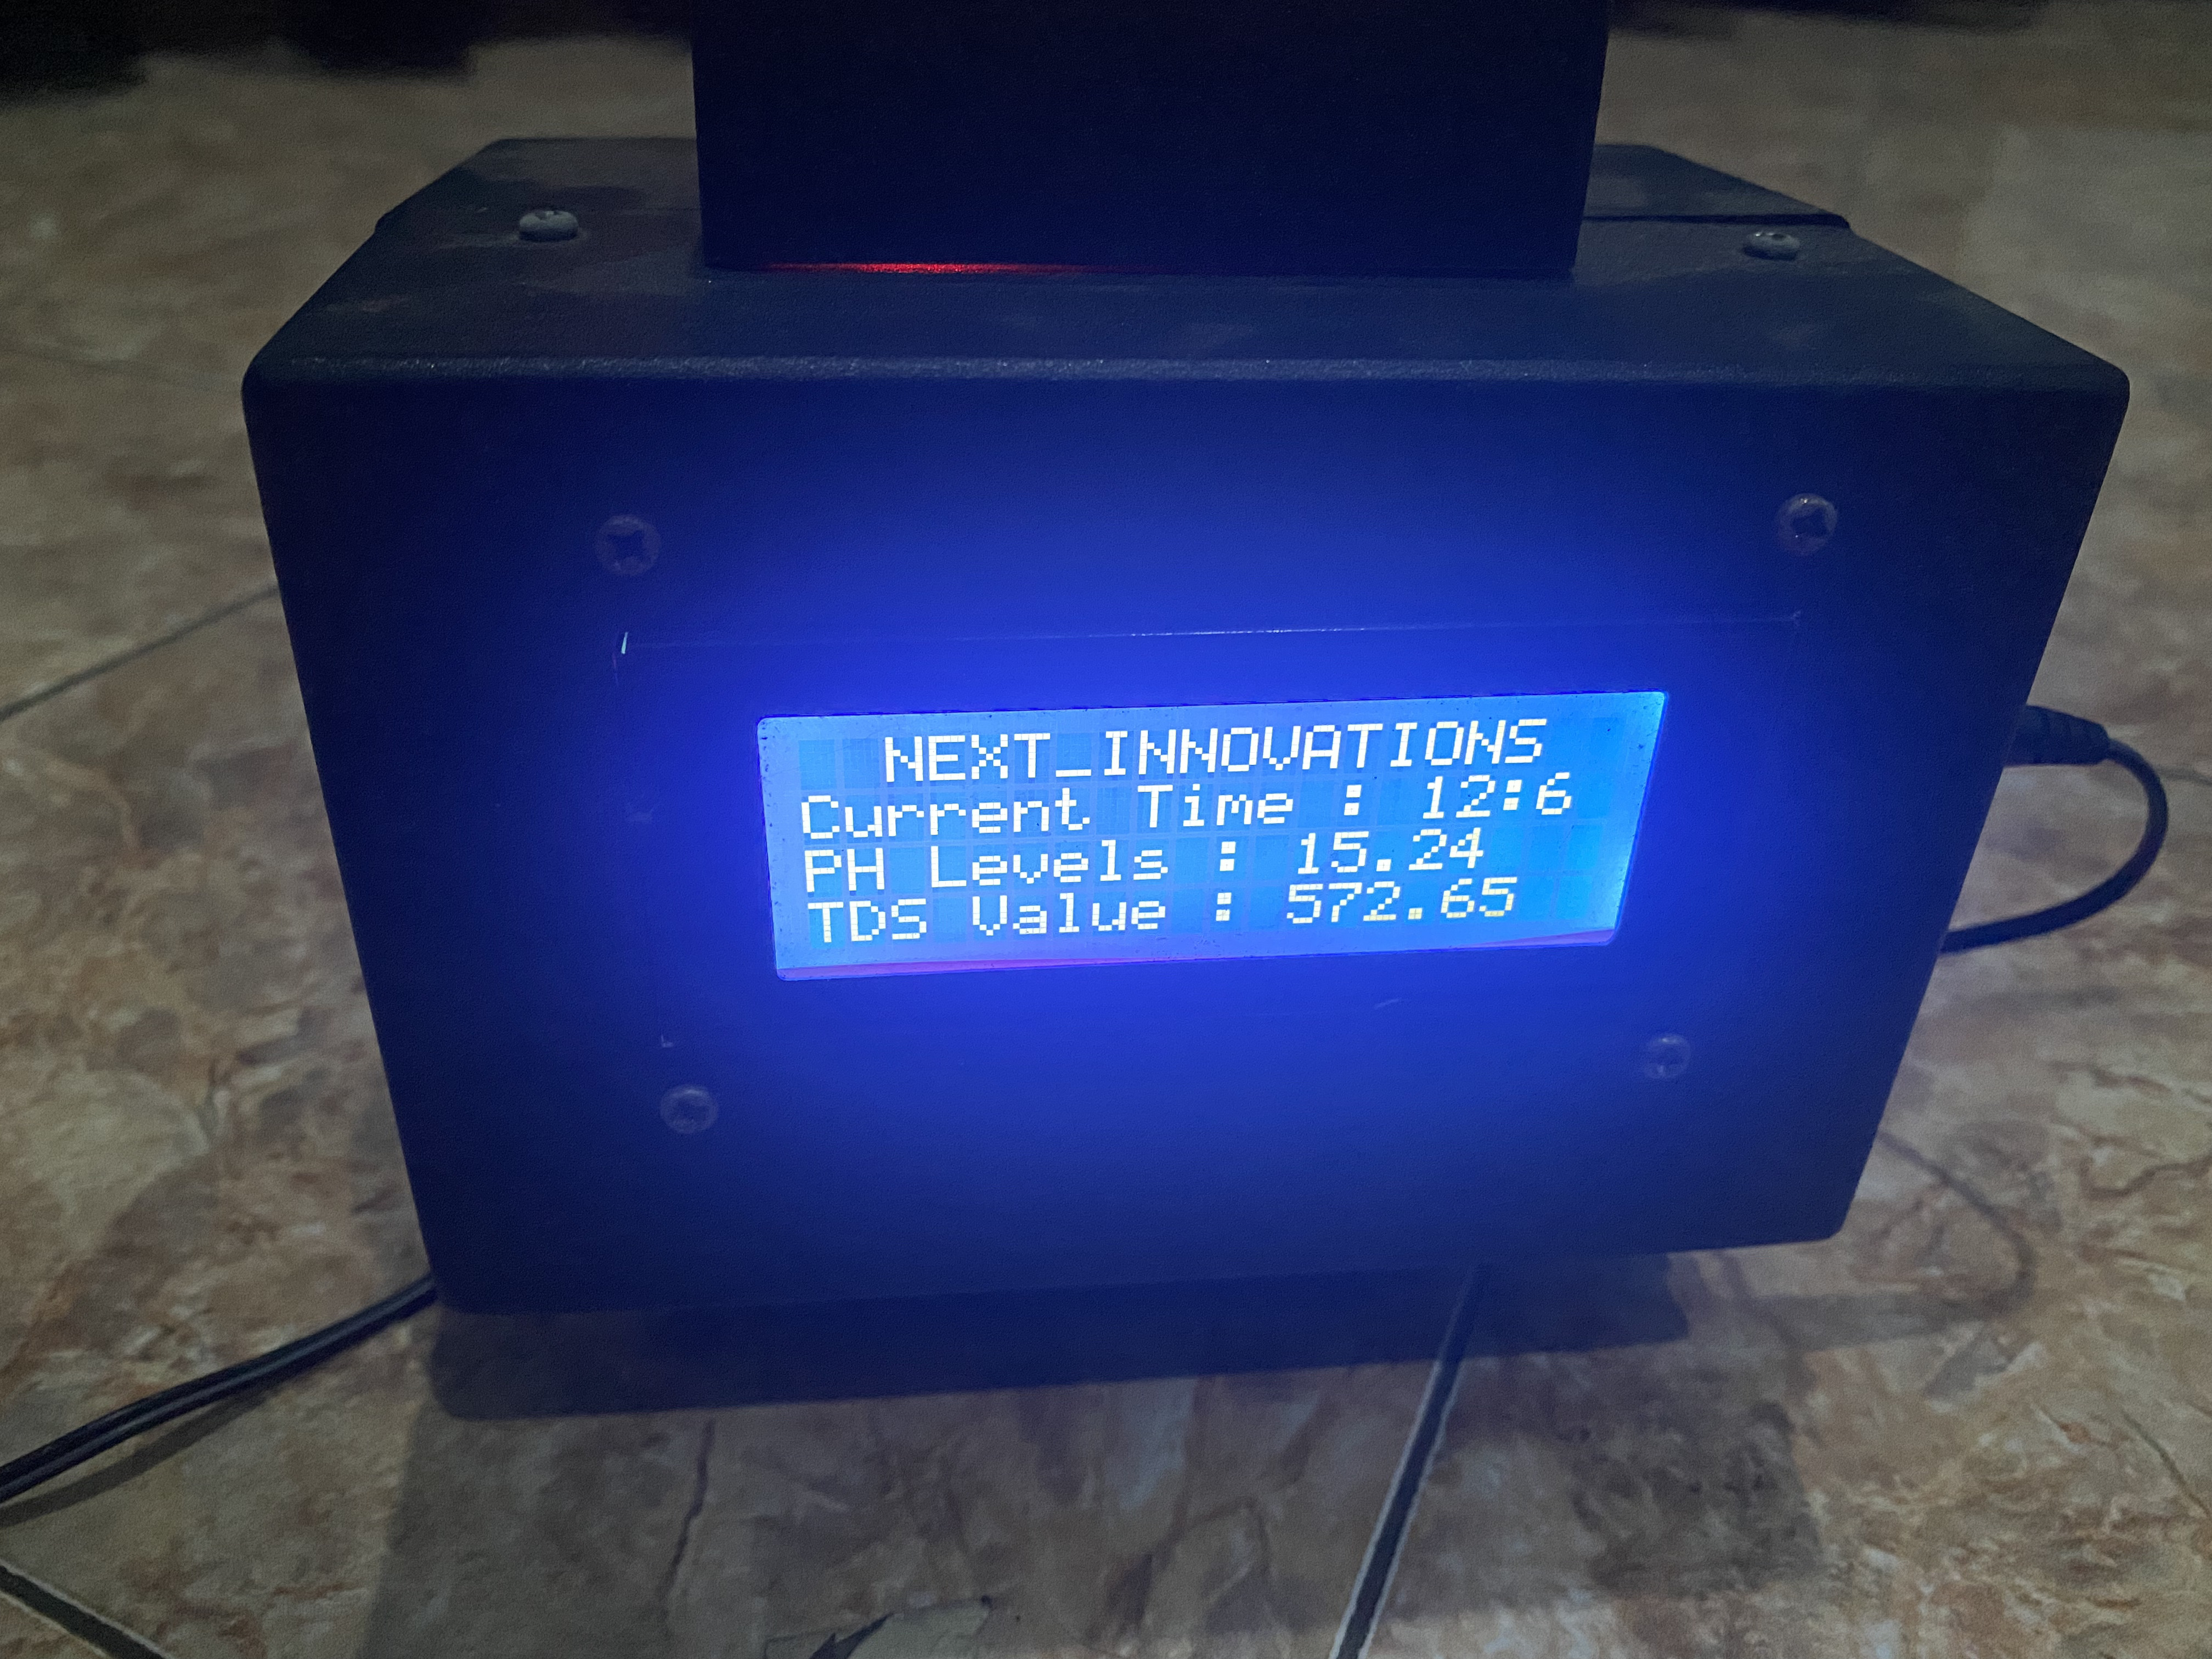 NEXT_INNOVATIONS
Current Time : 12:6
PH Levels : 15.24
TDS Value : 572.65